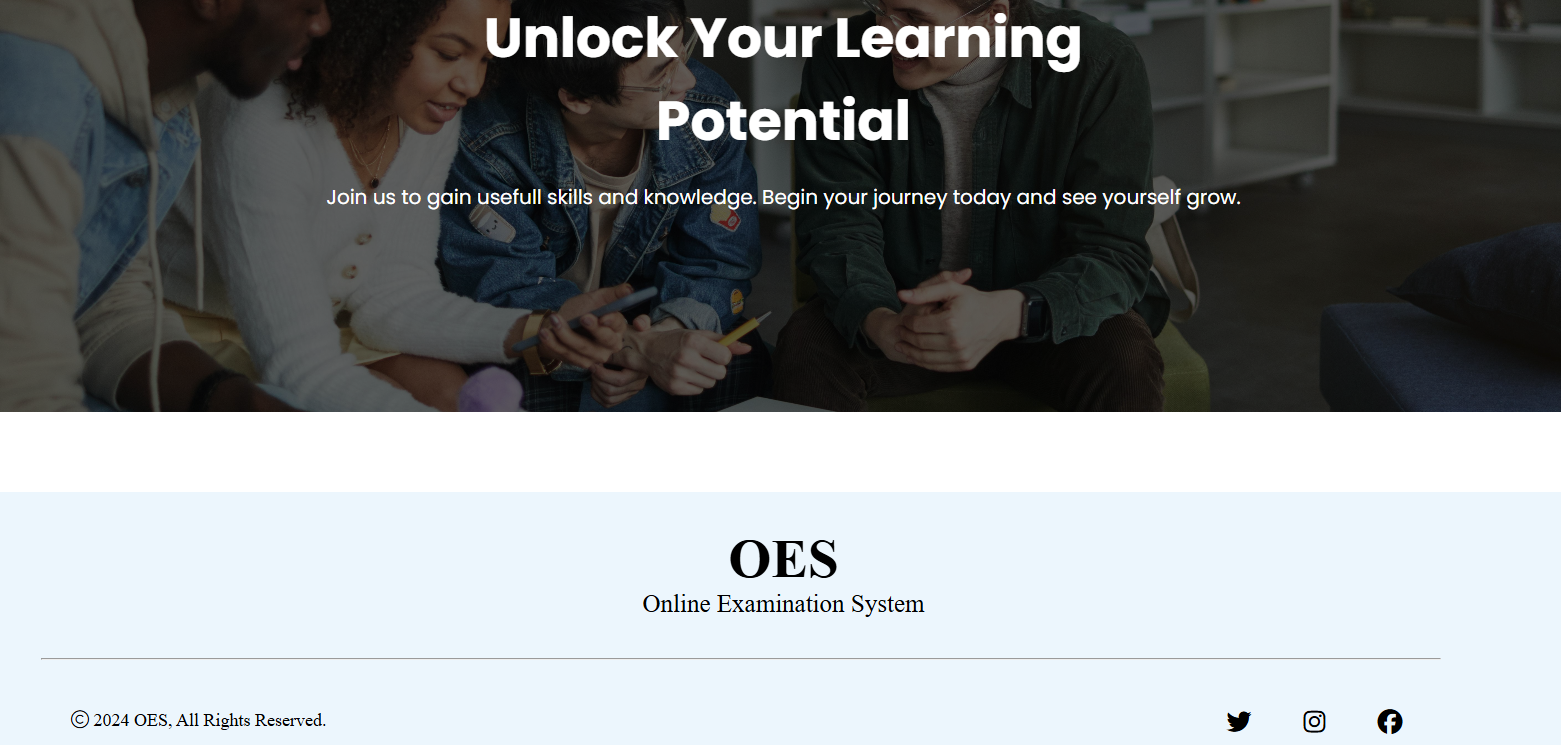 Unlock Your Learning
Potential
Join us to gain usefull skills and knowledge. Begin your journey today and see yourself grow.
OES
Online Examination System
© 2024 OES, All Rights Reserved.